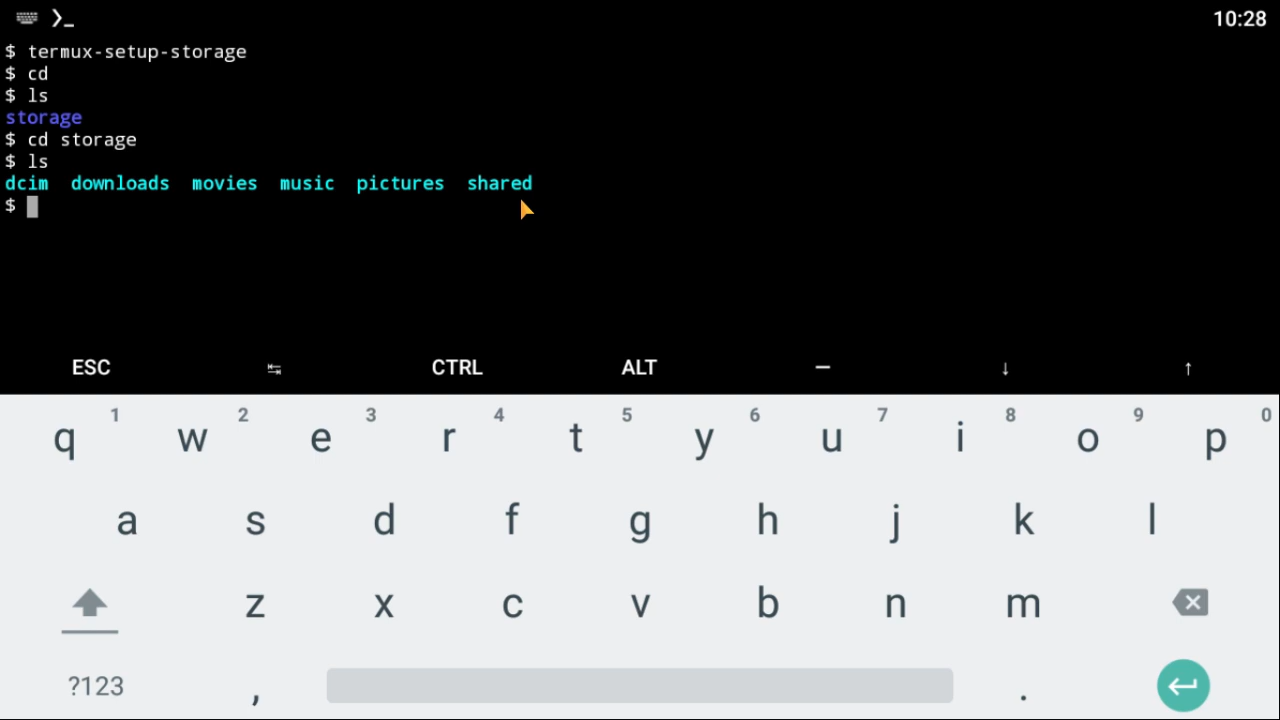 10:28
$ termux-setup-storage
$ cd
$ ls
storage
$ cd storage
$ ls
dcim downloads movies music pictures shared
$
ESC ↹ CTRL ALT — ↓ ↑
q 1 w 2 e 3 r 4 t 5 y 6 u 7 i 8 o 9 p 0
a s d f g h j k l
z x c v b n m
?123 , .